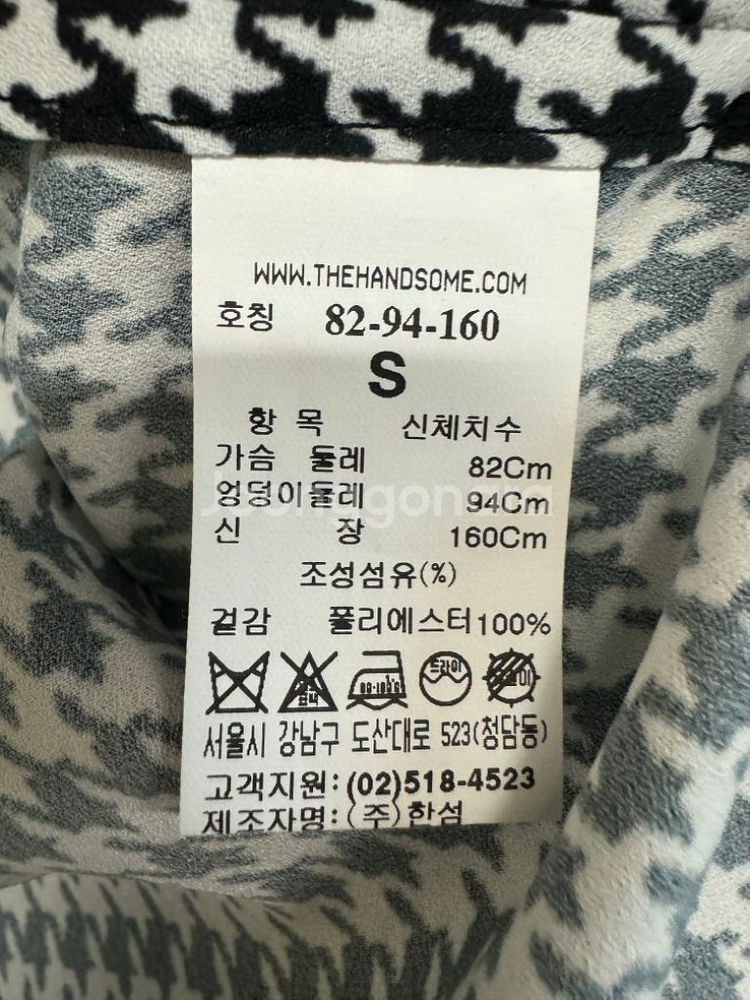 WWW.THEHANDSOME.COM
호칭 82-94-160
S
항 목 신체치수
가슴 둘레 82Cm
엉덩이둘레 94Cm
신 장 160Cm
조성섬유(%)
겉감 폴리에스터100%
드라이
서울시 강남구 도산대로 523(청담동)
고객지원:(02)518-4523
제조자명:(주)한섬